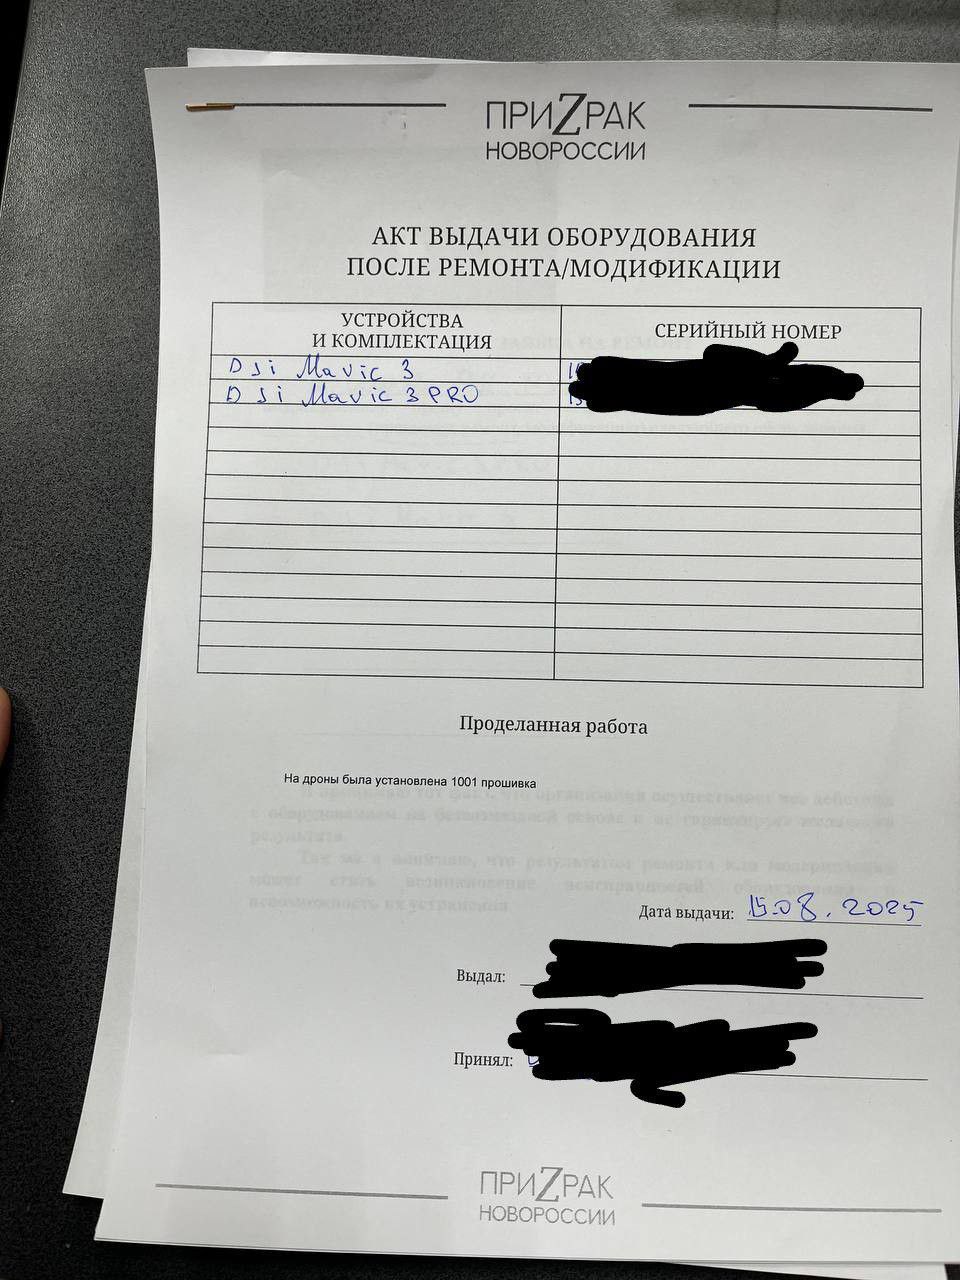 ПРИZРАК
НОВОРОССИИ
АКТ ВЫДАЧИ ОБОРУДОВАНИЯ
ПОСЛЕ РЕМОНТА/МОДИФИКАЦИИ
УСТРОЙСТВА
И КОМПЛЕКТАЦИЯ
СЕРИЙНЫЙ НОМЕР
Dji Mavic 3
Dji Mavic 3 PRO
Проделанная работа
На дроны была установлена 1001 прошивка
Дата выдачи: 15.08.2025
Выдал:
Принял:
ПРИZРАК
НОВОРОССИИ